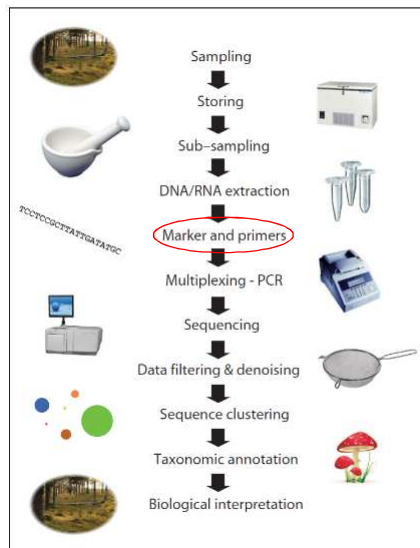 Sampling
Storing
Sub-sampling
DNA/RNA extraction
TCCTCCGCTTATTGATATGC
Marker and primers
Multiplexing - PCR
Sequencing
Data filtering & denoising
Sequence clustering
Taxonomic annotation
Biological interpretation